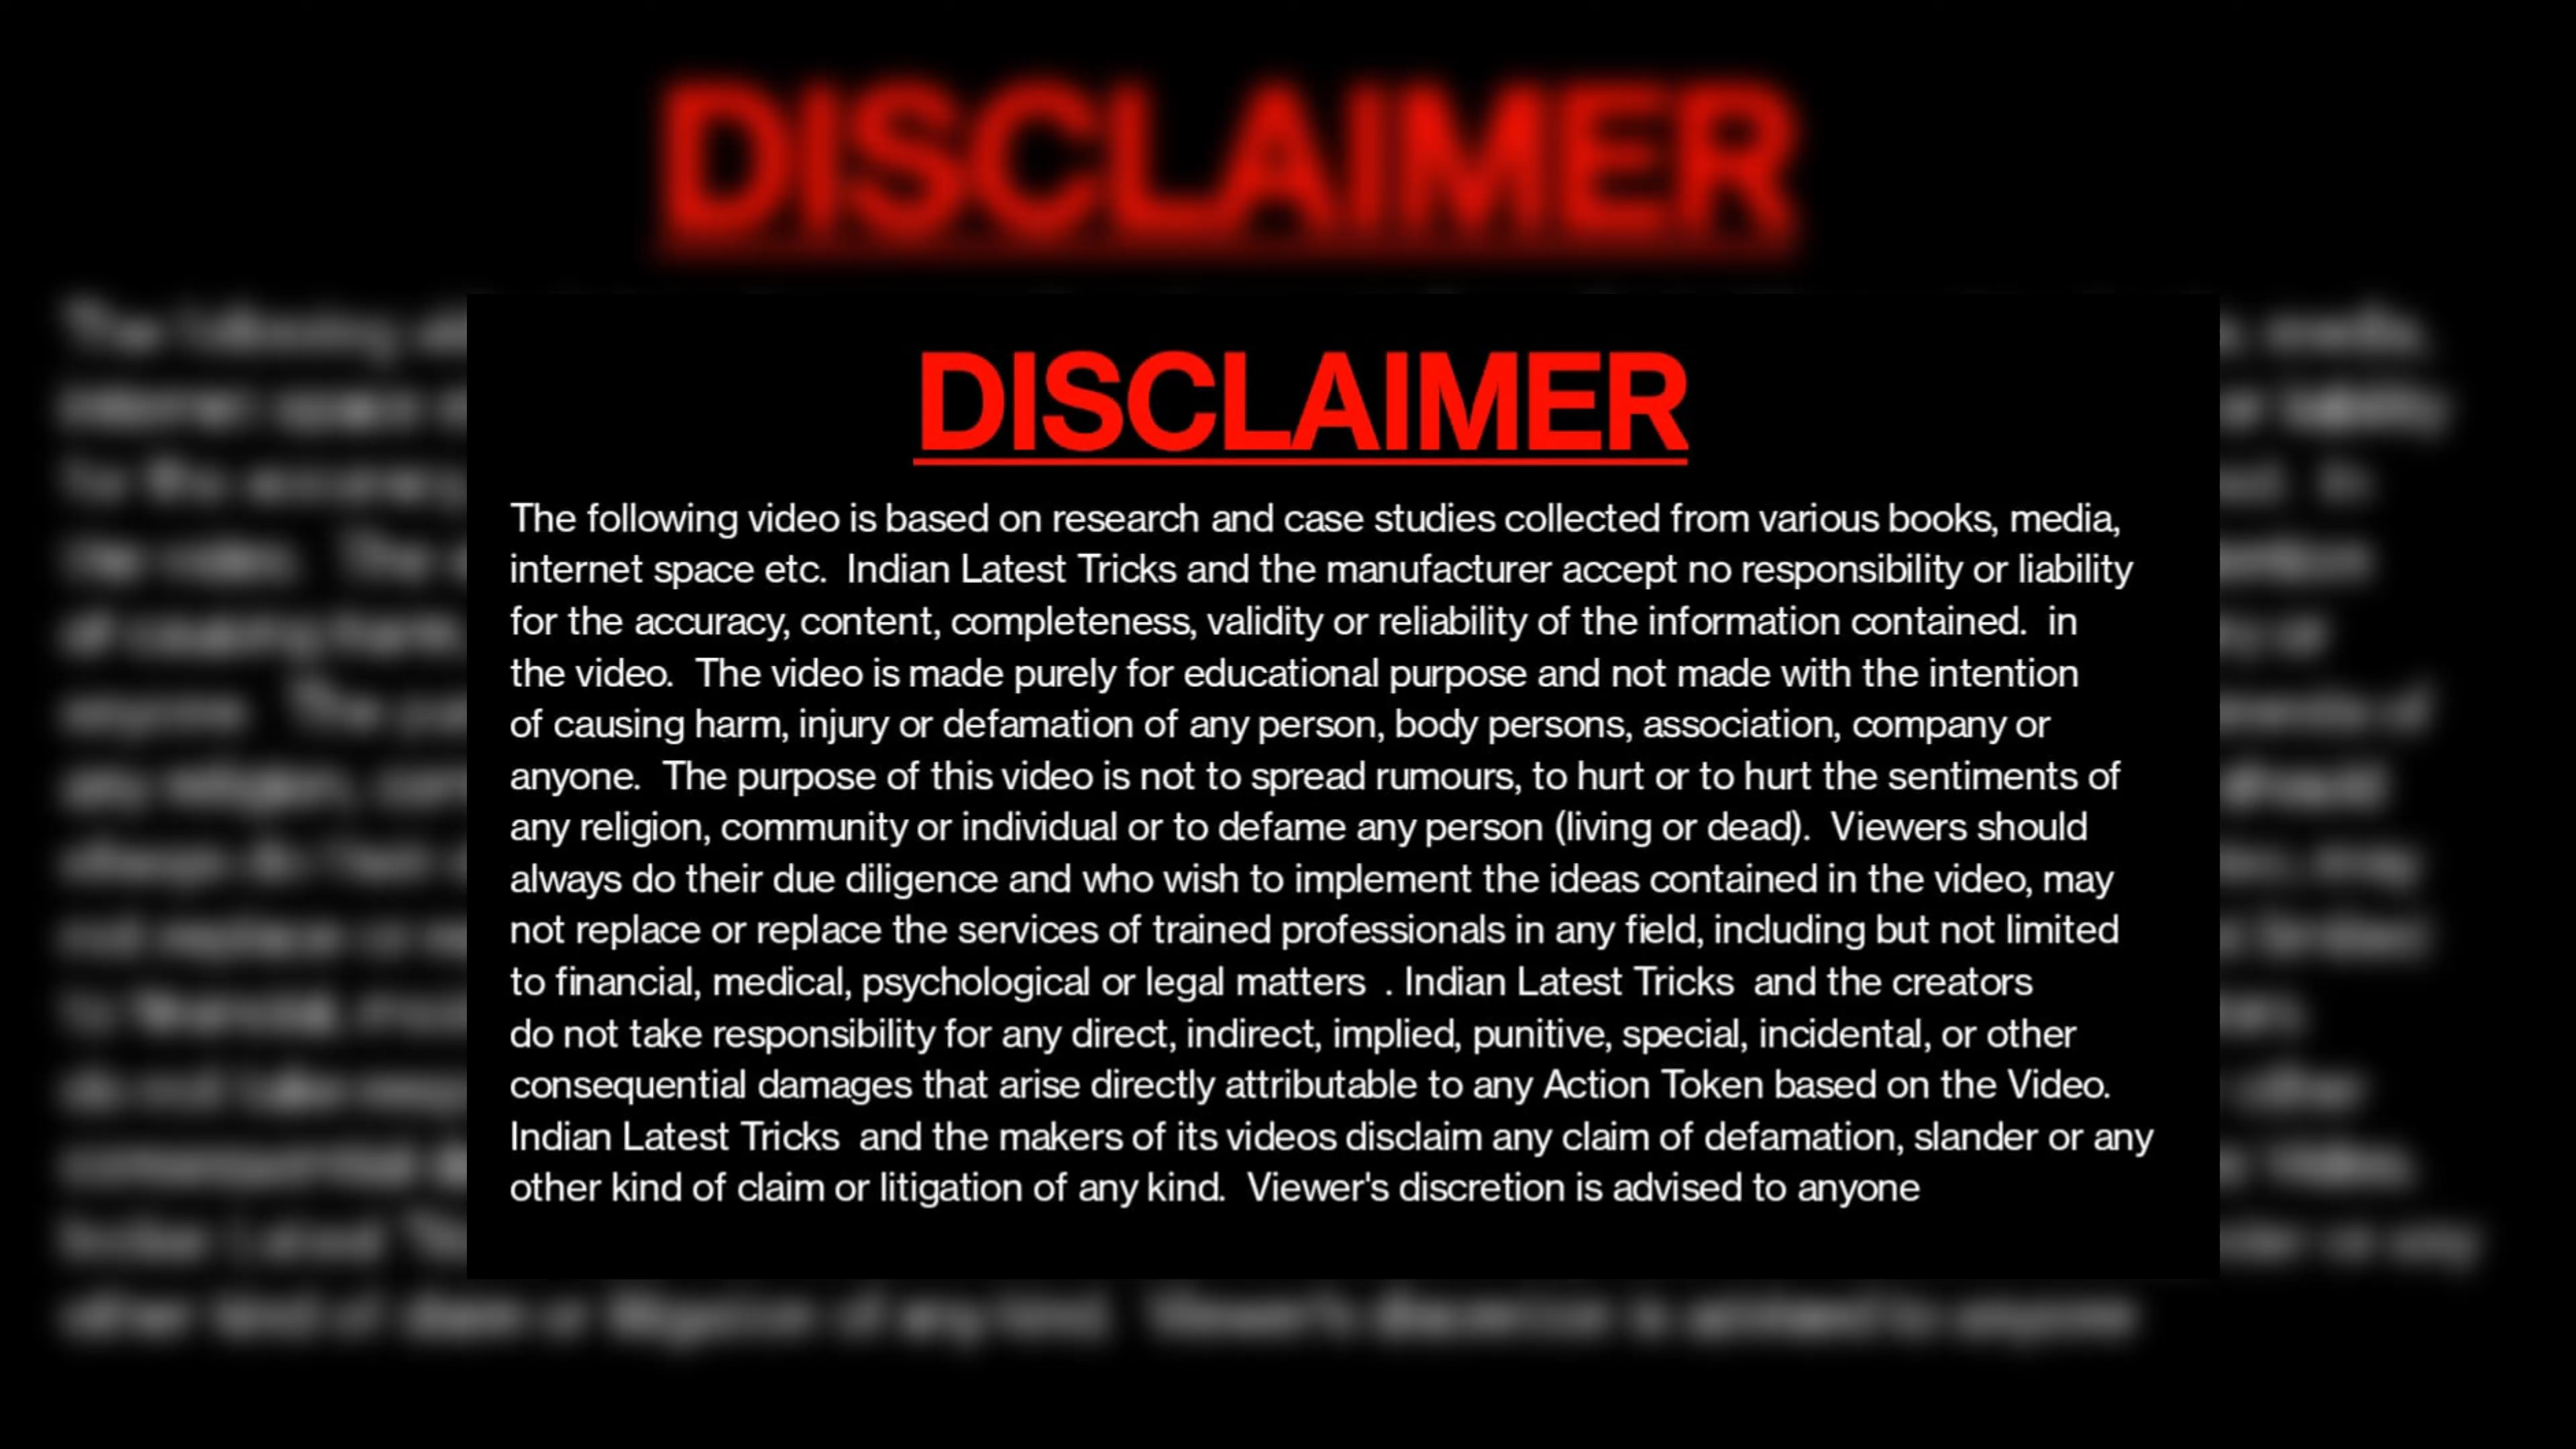 DISCLAIMER
DISCLAIMER
The following video is based on research and case studies collected from various books, media,
internet space etc.  Indian Latest Tricks and the manufacturer accept no responsibility or liability
for the accuracy, content, completeness, validity or reliability of the information contained.  in
the video.  The video is made purely for educational purpose and not made with the intention
of causing harm, injury or defamation of any person, body persons, association, company or
anyone.  The purpose of this video is not to spread rumours, to hurt or to hurt the sentiments of
any religion, community or individual or to defame any person (living or dead).  Viewers should
always do their due diligence and who wish to implement the ideas contained in the video, may
not replace or replace the services of trained professionals in any field, including but not limited
to financial, medical, psychological or legal matters  . Indian Latest Tricks  and the creators
do not take responsibility for any direct, indirect, implied, punitive, special, incidental, or other
consequential damages that arise directly attributable to any Action Token based on the Video.
Indian Latest Tricks  and the makers of its videos disclaim any claim of defamation, slander or any
other kind of claim or litigation of any kind.  Viewer's discretion is advised to anyone